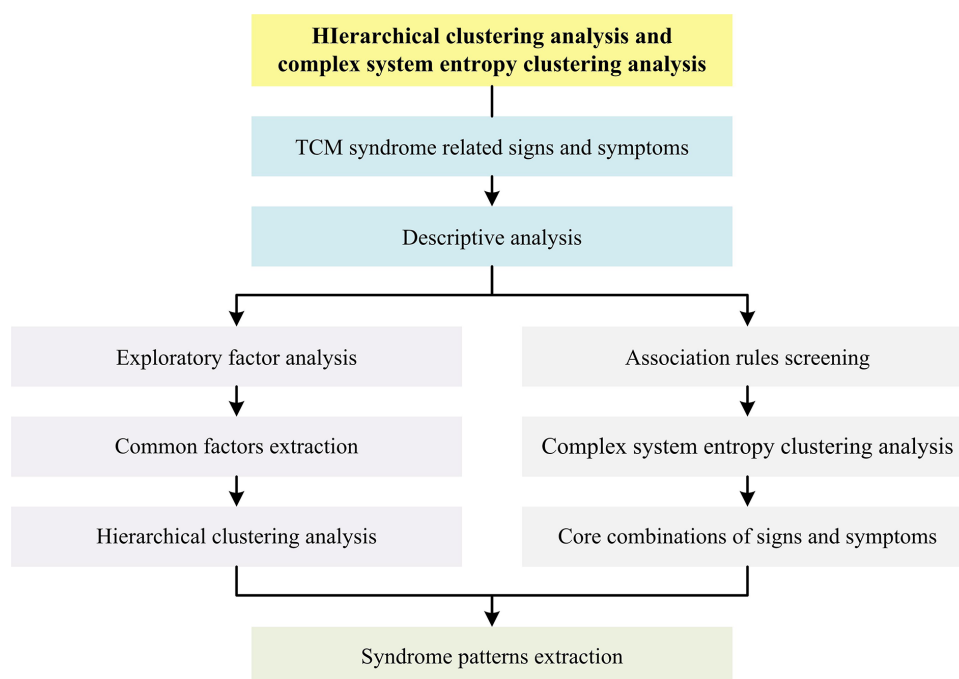 HIerarchical clustering analysis and
complex system entropy clustering analysis
TCM syndrome related signs and symptoms
Descriptive analysis
Exploratory factor analysis
Association rules screening
Common factors extraction
Complex system entropy clustering analysis
Hierarchical clustering analysis
Core combinations of signs and symptoms
Syndrome patterns extraction